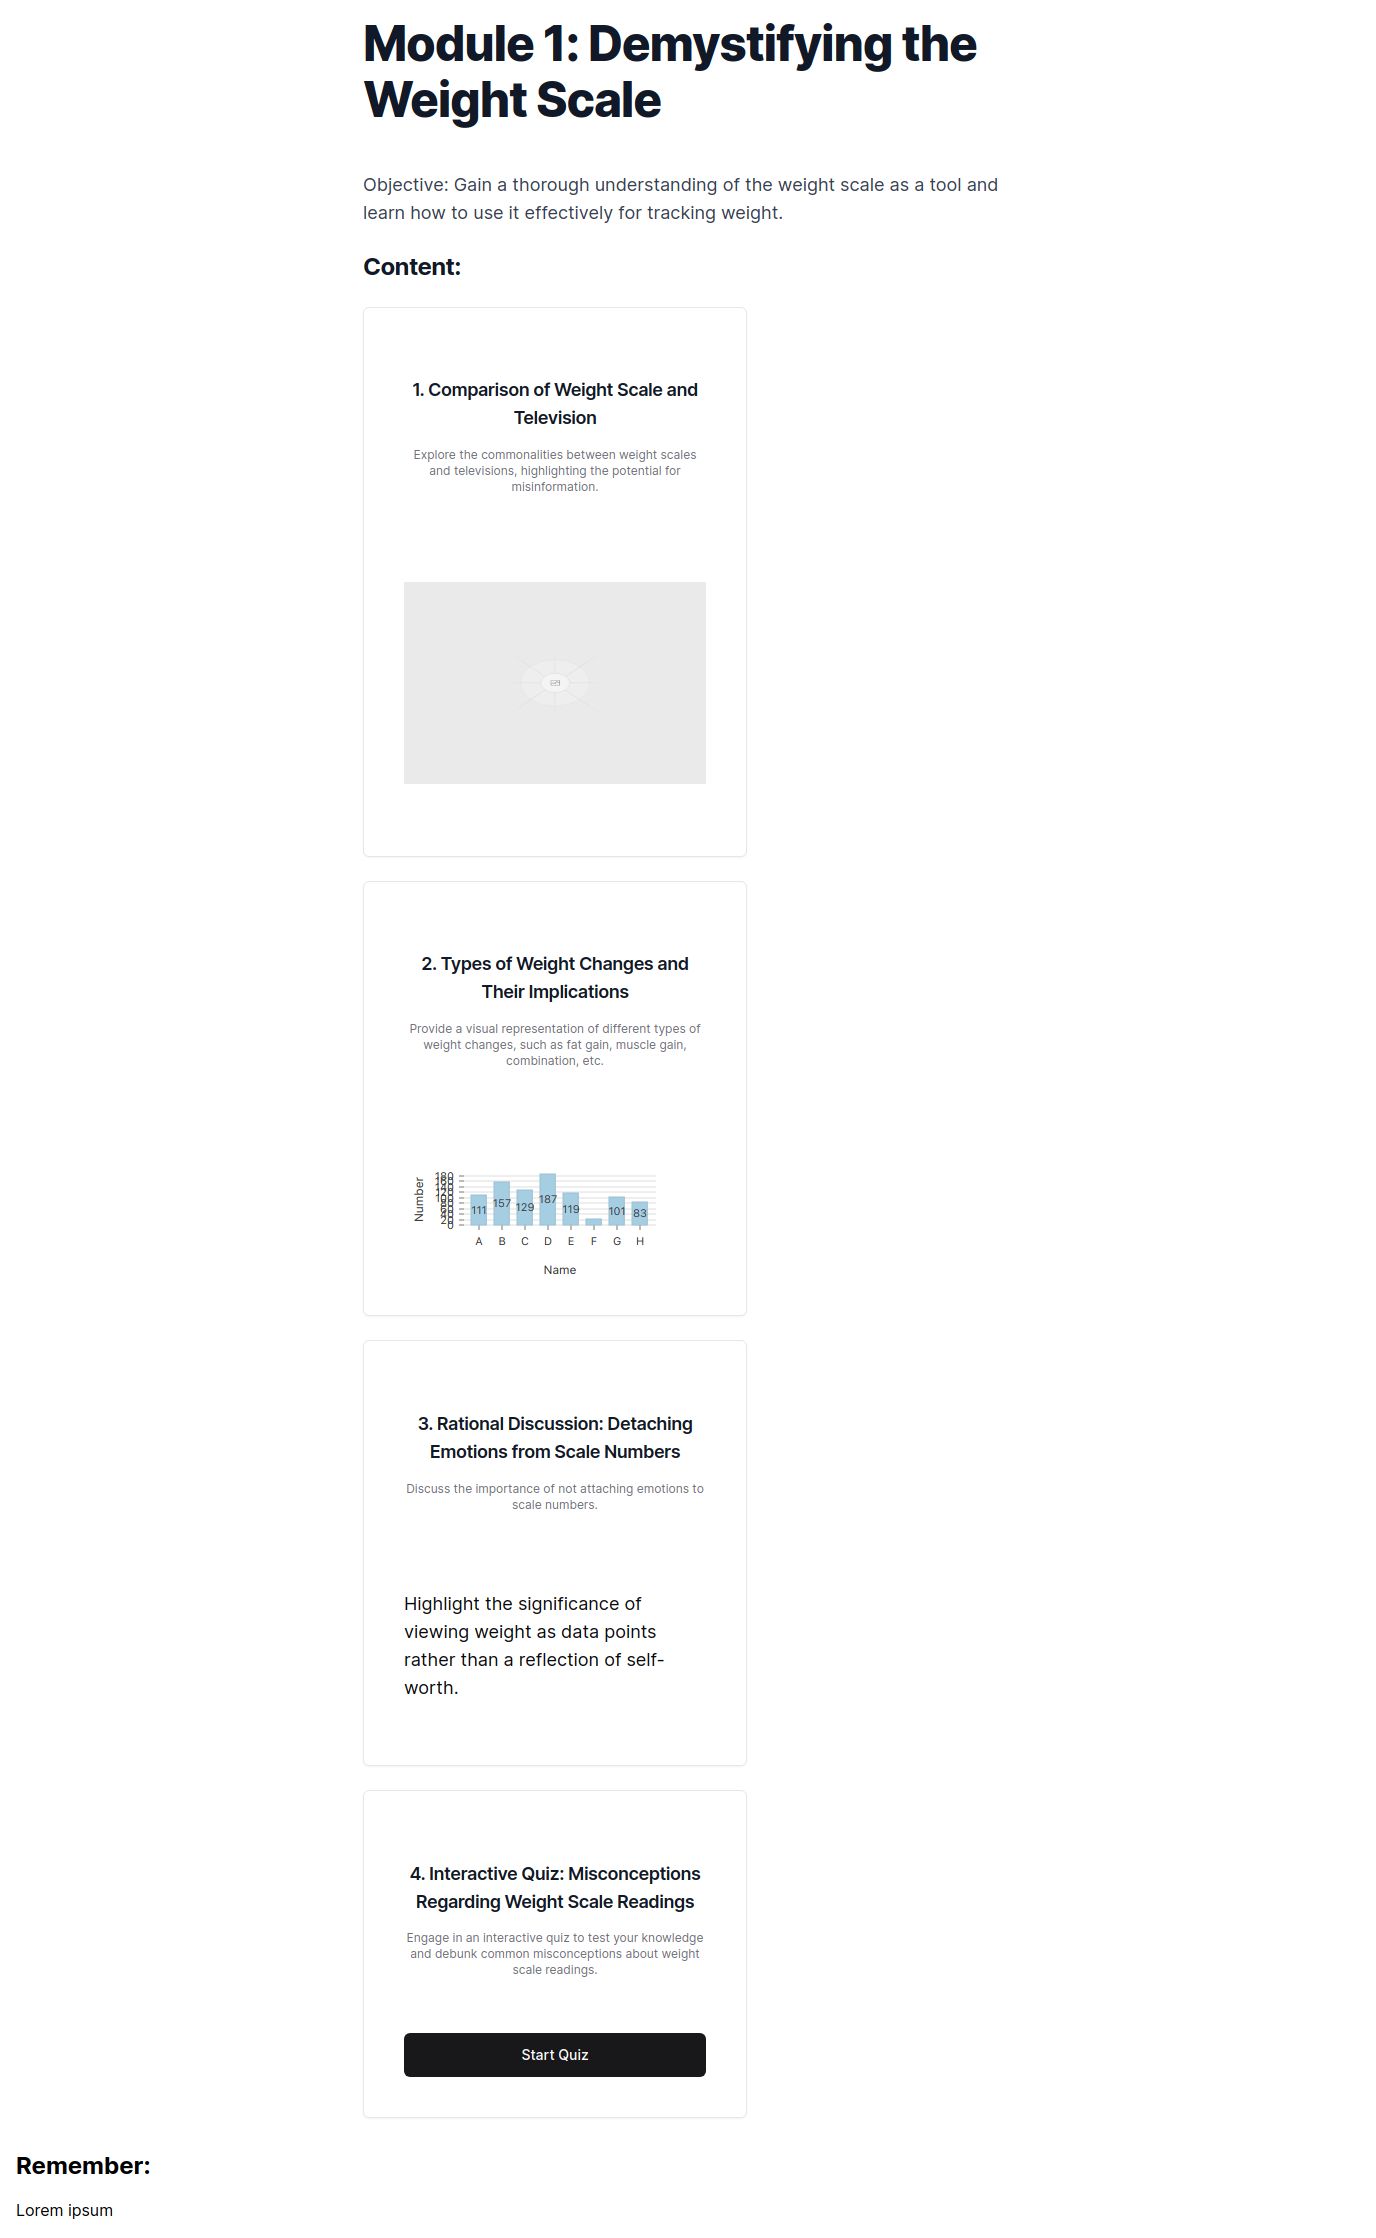 Module 1: Demystifying the
Weight Scale
Objective: Gain a thorough understanding of the weight scale as a tool and
learn how to use it effectively for tracking weight.
Content:
1. Comparison of Weight Scale and
Television
Explore the commonalities between weight scales
and televisions, highlighting the potential for
misinformation.
2. Types of Weight Changes and
Their Implications
Provide a visual representation of different types of
weight changes, such as fat gain, muscle gain,
combination, etc.
Number
180
160
140
120
100
80
60
40
20
0
111 157 129 187 119 101 83
A B C D E F G H
Name
3. Rational Discussion: Detaching
Emotions from Scale Numbers
Discuss the importance of not attaching emotions to
scale numbers.
Highlight the significance of
viewing weight as data points
rather than a reflection of self-
worth.
4. Interactive Quiz: Misconceptions
Regarding Weight Scale Readings
Engage in an interactive quiz to test your knowledge
and debunk common misconceptions about weight
scale readings.
Start Quiz
Remember:
Lorem ipsum